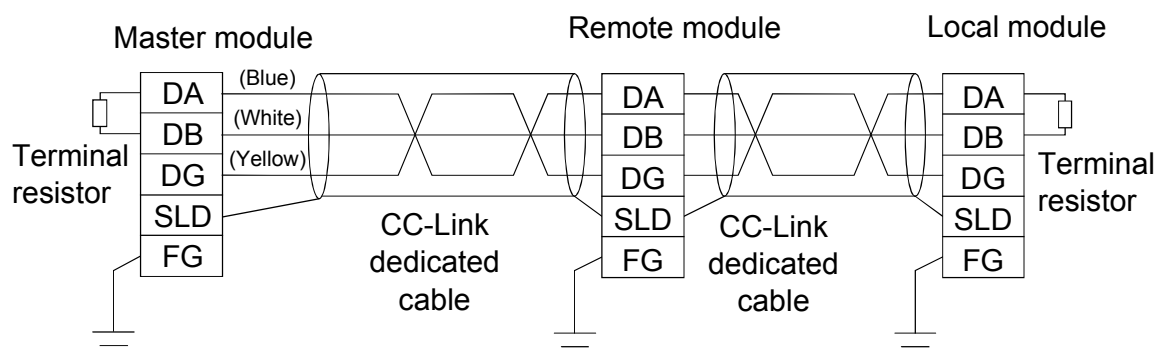 Master module
Remote module
Local module
DA
DB
DG
SLD
FG
(Blue)
(White)
(Yellow)
Terminal
resistor
CC-Link
dedicated
cable
DA
DB
DG
SLD
FG
CC-Link
dedicated
cable
DA
DB
DG
SLD
FG
Terminal
resistor